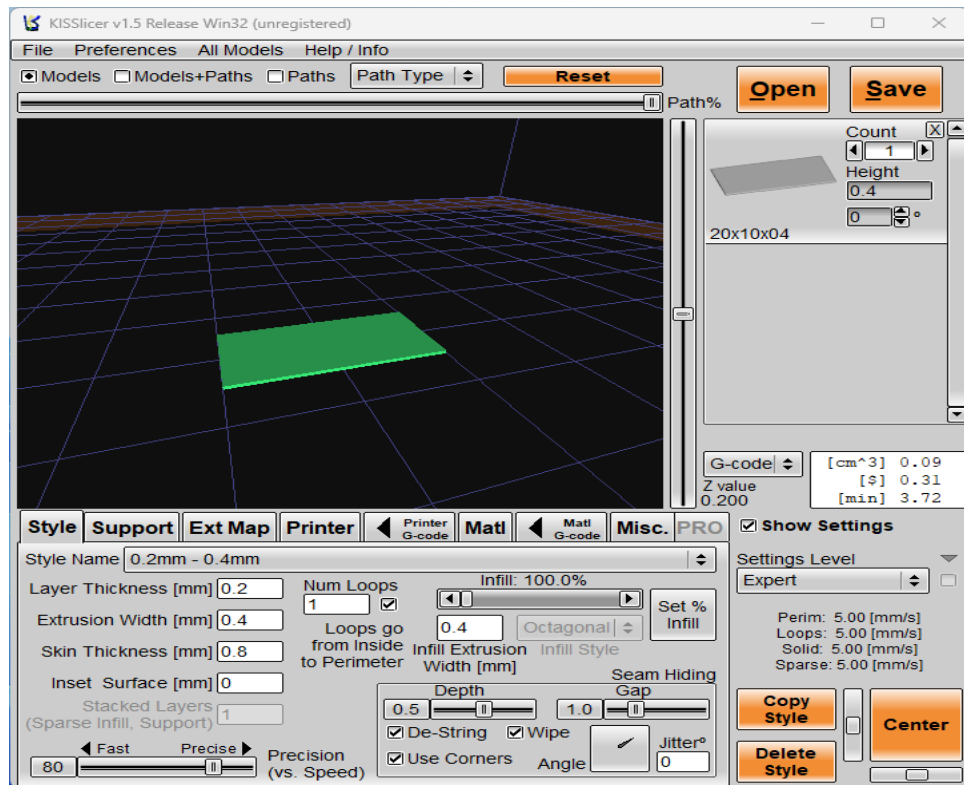 KISSlicer v1.5 Release Win32 (unregistered)
File Preferences All Models Help / Info
Models Models+Paths Paths Path Type Reset
Path%
Open Save
Count X
1
Height
0.4
0 °
20x10x04
G-code
Z value
0.200
[cm^3] 0.09
[$] 0.31
[min] 3.72
Style Support Ext Map Printer Printer G-code Matl Matl G-code Misc. PRO
Show Settings
Style Name 0.2mm - 0.4mm
Settings Level
Expert
Layer Thickness [mm] 0.2
Extrusion Width [mm] 0.4
Skin Thickness [mm] 0.8
Inset Surface [mm] 0
Stacked Layers
(Sparse Infill, Support) 1
Fast Precise
80
Precision
(vs. Speed)
Num Loops
1
Loops go
from Inside
to Perimeter
Infill: 100.0%
Set %
Infill
0.4 Octagonal
Infill Extrusion
Width [mm]
Infill Style
Seam Hiding
Depth Gap
0.5 1.0
De-String Wipe
Use Corners
Angle
Jitter°
0
Perim: 5.00 [mm/s]
Loops: 5.00 [mm/s]
Solid: 5.00 [mm/s]
Sparse: 5.00 [mm/s]
Copy
Style
Delete
Style
Center